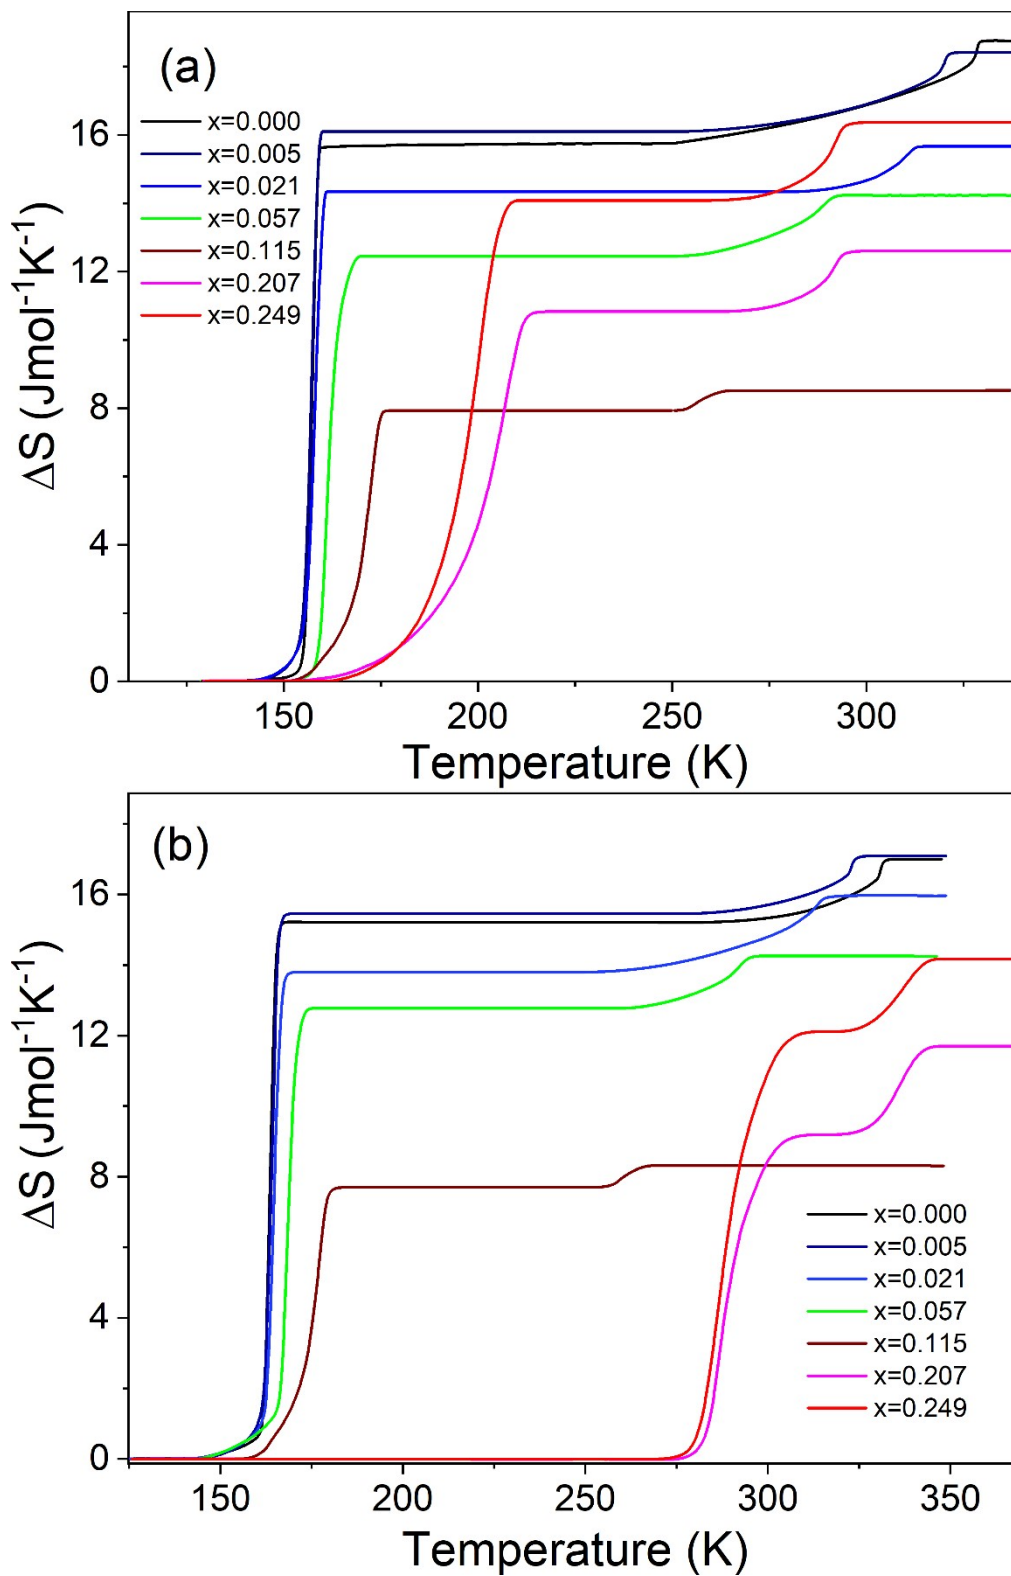 (a)
x=0.000
x=0.005
x=0.021
x=0.057
x=0.115
x=0.207
x=0.249
ΔS (Jmol⁻¹K⁻¹)
16
12
8
4
0
150 200 250 300
Temperature (K)
(b)
ΔS (Jmol⁻¹K⁻¹)
16
12
8
4
0
x=0.000
x=0.005
x=0.021
x=0.057
x=0.115
x=0.207
x=0.249
150 200 250 300 350
Temperature (K)